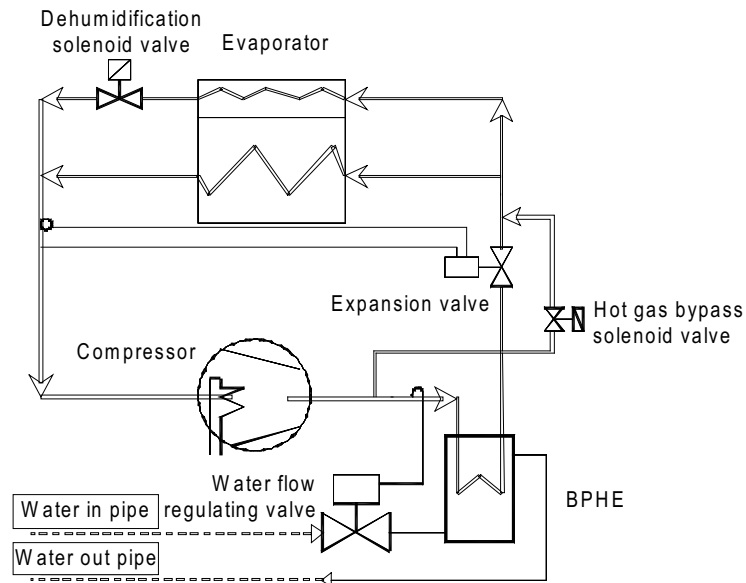 Dehumidification
solenoid valve
Evaporator
Expansion valve
Hot gas bypass
solenoid valve
Compressor
Water flow
regulating valve
BPHE
Water in pipe
Water out pipe